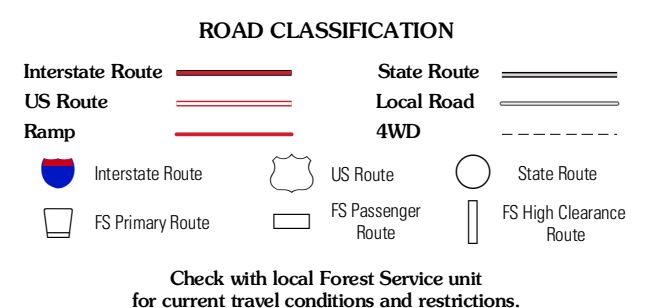 ROAD CLASSIFICATION
Interstate Route
State Route
US Route
Local Road
Ramp
4WD
Interstate Route
US Route
State Route
FS Primary Route
FS Passenger
Route
FS High Clearance
Route
Check with local Forest Service unit
for current travel conditions and restrictions.